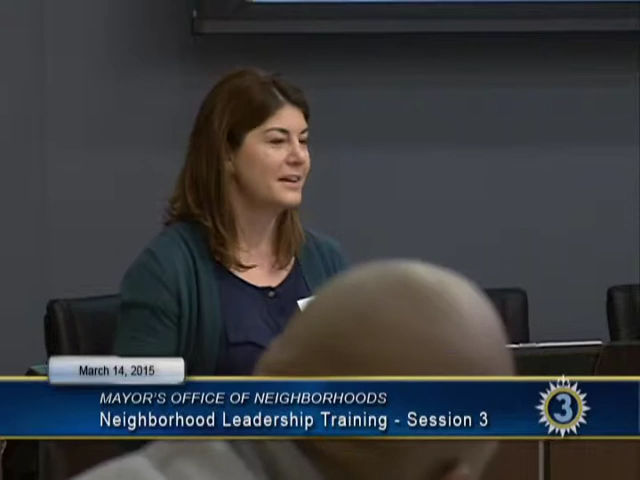 March 14, 2015
MAYOR'S OFFICE OF NEIGHBORHOODS
Neighborhood Leadership Training - Session 3
3